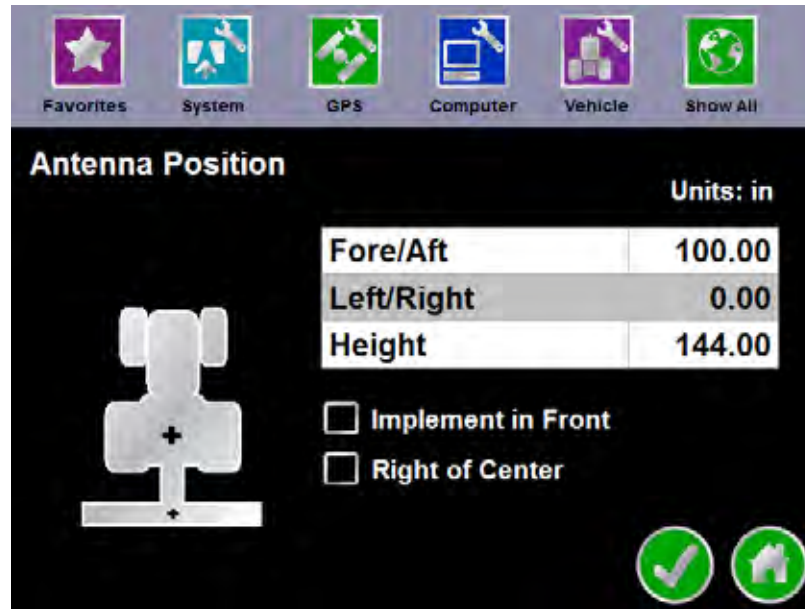 Favorites System GPS Computer Vehicle Show All
Antenna Position
Units: in
Fore/Aft 100.00
Left/Right 0.00
Height 144.00
Implement in Front
Right of Center